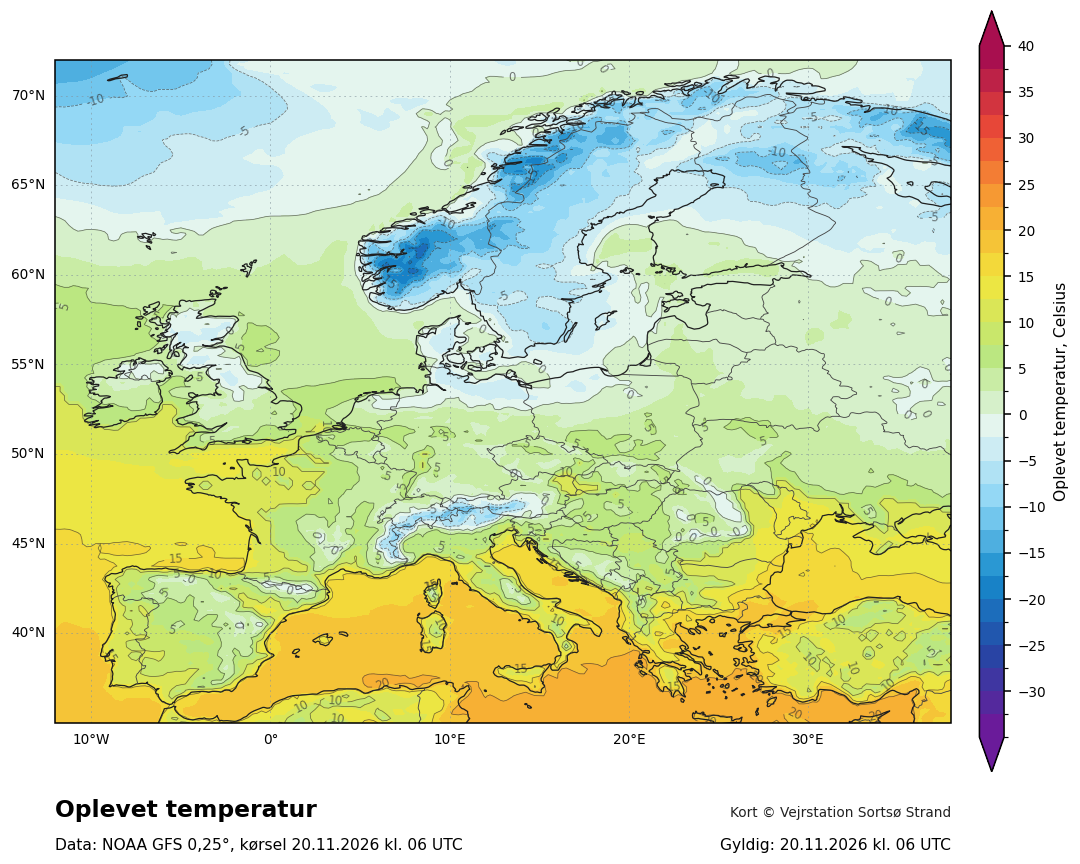 40
35
30
25
20
15
10
5
0
−5
−10
−15
−20
−25
−30
Oplevet temperatur, Celsius
70°N
65°N
60°N
55°N
50°N
45°N
40°N
10°W
0°
10°E
20°E
30°E
Oplevet temperatur
Kort © Vejrstation Sortsø Strand
Data: NOAA GFS 0,25°, kørsel 20.11.2026 kl. 06 UTC
Gyldig: 20.11.2026 kl. 06 UTC